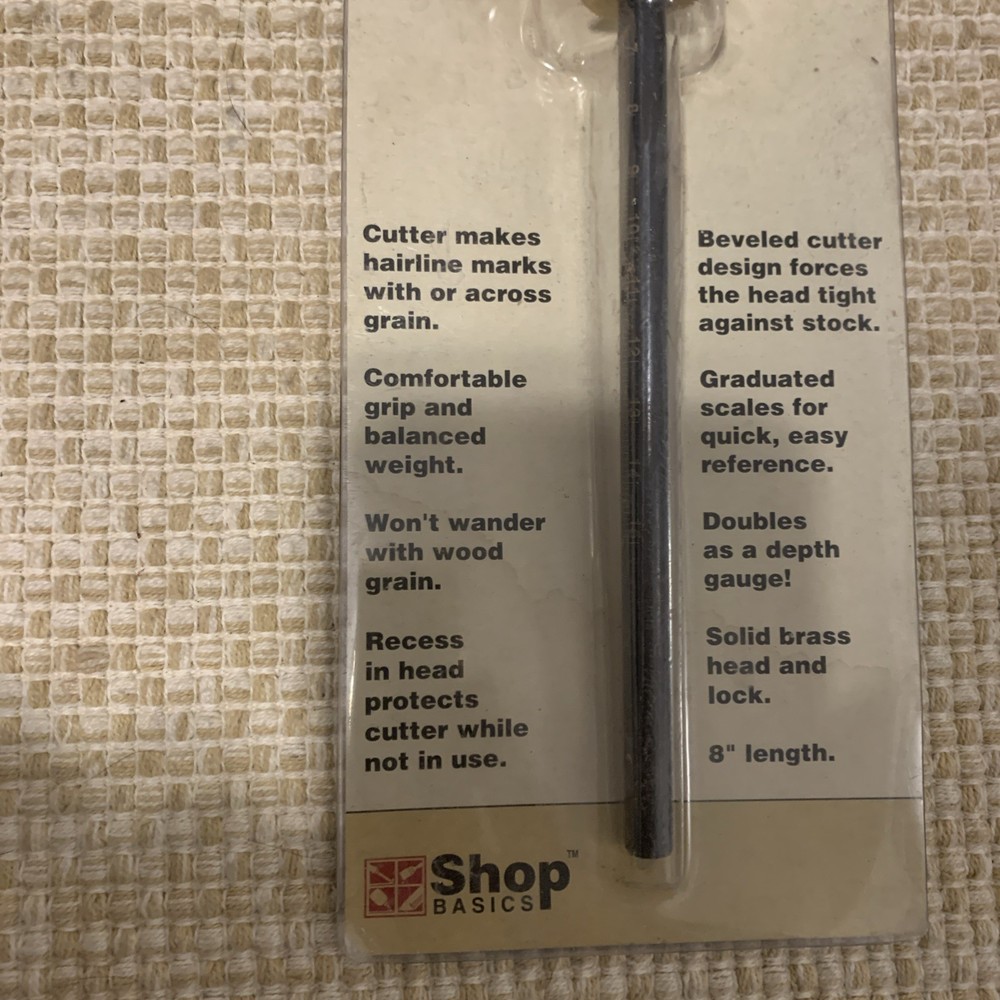 Cutter makes
hairline marks
with or across
grain.
Comfortable
grip and
balanced
weight.
Won't wander
with wood
grain.
Recess
in head
protects
cutter while
not in use.
Beveled cutter
design forces
the head tight
against stock.
Graduated
scales for
quick, easy
reference.
Doubles
as a depth
gauge!
Solid brass
head and
lock.
8" length.
Shop™
BASICS